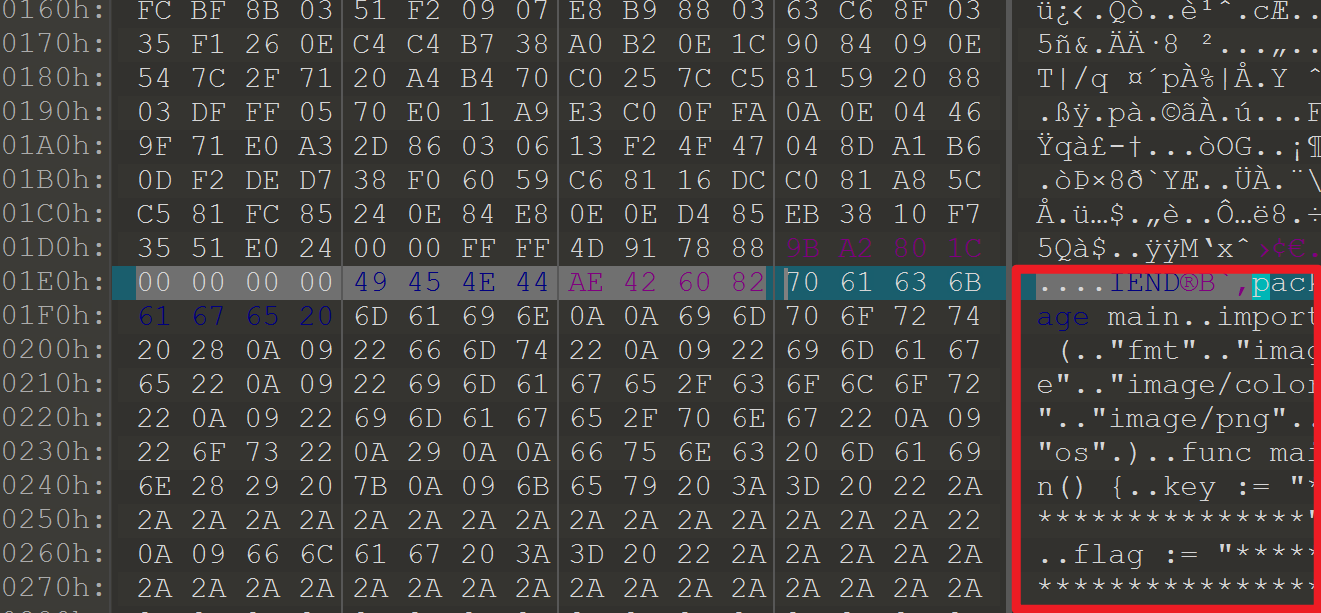 0160h: FC BF 8B 03 51 F2 09 07 E8 B9 88 03 63 C6 8F 03 ü¿‹.Qò..è¹ˆ.cÆ..
0170h: 35 F1 26 0E C4 C4 B7 38 A0 B2 0E 1C 90 84 09 0E 5ñ&.ÄÄ·8 ²...„..
0180h: 54 7C 2F 71 20 A4 B4 70 C0 25 7C C5 81 59 20 88 T|/q ¤´pÀ%|Å.Y ˆ
0190h: 03 DF FF 05 70 E0 11 A9 E3 C0 0F FA 0A 0E 04 46 .ßÿ.pà.©ãÀ.ú...F
01A0h: 9F 71 E0 A3 2D 86 03 06 13 F2 4F 47 04 8D A1 B6 Ÿqà£-†...òOG..¡¶
01B0h: 0D F2 DE D7 38 F0 60 59 C6 81 16 DC C0 81 A8 5C .òÞ×8ð`YÆ..ÜÀ.¨\
01C0h: C5 81 FC 85 24 0E 84 E8 0E 0E D4 85 EB 38 10 F7 Å.ü…$.„è..Ô…ë8.÷
01D0h: 35 51 E0 24 00 00 FF FF 4D 91 78 88 9B A2 80 1C 5Qà$..ÿÿM‘xˆ›¢€.
01E0h: 00 00 00 00 49 45 4E 44 AE 42 60 82 70 61 63 6B ....IEND®B`‚pack
01F0h: 61 67 65 20 6D 61 69 6E 0A 0A 69 6D 70 6F 72 74 age main..import
0200h: 20 28 0A 09 22 66 6D 74 22 0A 09 22 69 6D 61 67 (.."fmt".."imag
0210h: 65 22 0A 09 22 69 6D 61 67 65 2F 63 6F 6C 6F 72 e".."image/color
0220h: 22 0A 09 22 69 6D 61 67 65 2F 70 6E 67 22 0A 09 ".."image/png"..
0230h: 22 6F 73 22 0A 29 0A 0A 66 75 6E 63 20 6D 61 69 "os".)..func mai
0240h: 6E 28 29 20 7B 0A 09 6B 65 79 20 3A 3D 20 22 2A n() {..key := "*
0250h: 2A 2A 2A 2A 2A 2A 2A 2A 2A 2A 2A 2A 2A 2A 2A 22 ***************"
0260h: 0A 09 66 6C 61 67 20 3A 3D 20 22 2A 2A 2A 2A 2A ..flag := "*****
0270h: 2A 2A 2A 2A 2A 2A 2A 2A 2A 2A 2A 2A 2A 2A 2A 2A ****************